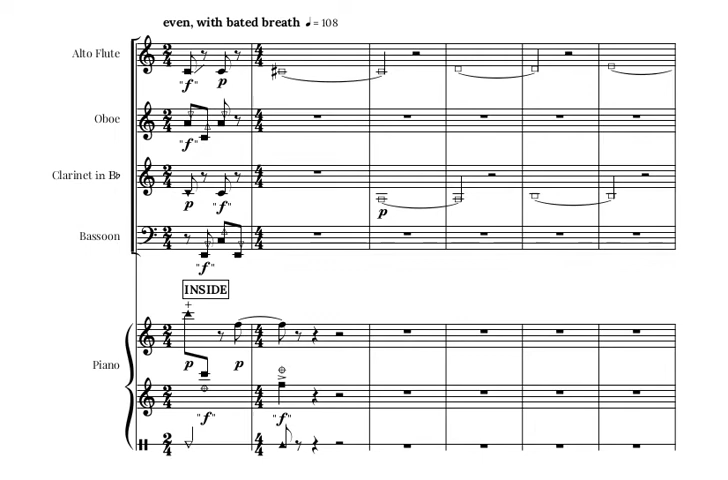 even, with bated breath ♩ = 108
Alto Flute
"f" p
Oboe
"f"
Clarinet in B♭
p "f" p
Bassoon
"f"
INSIDE
Piano
p p
"f" "f"